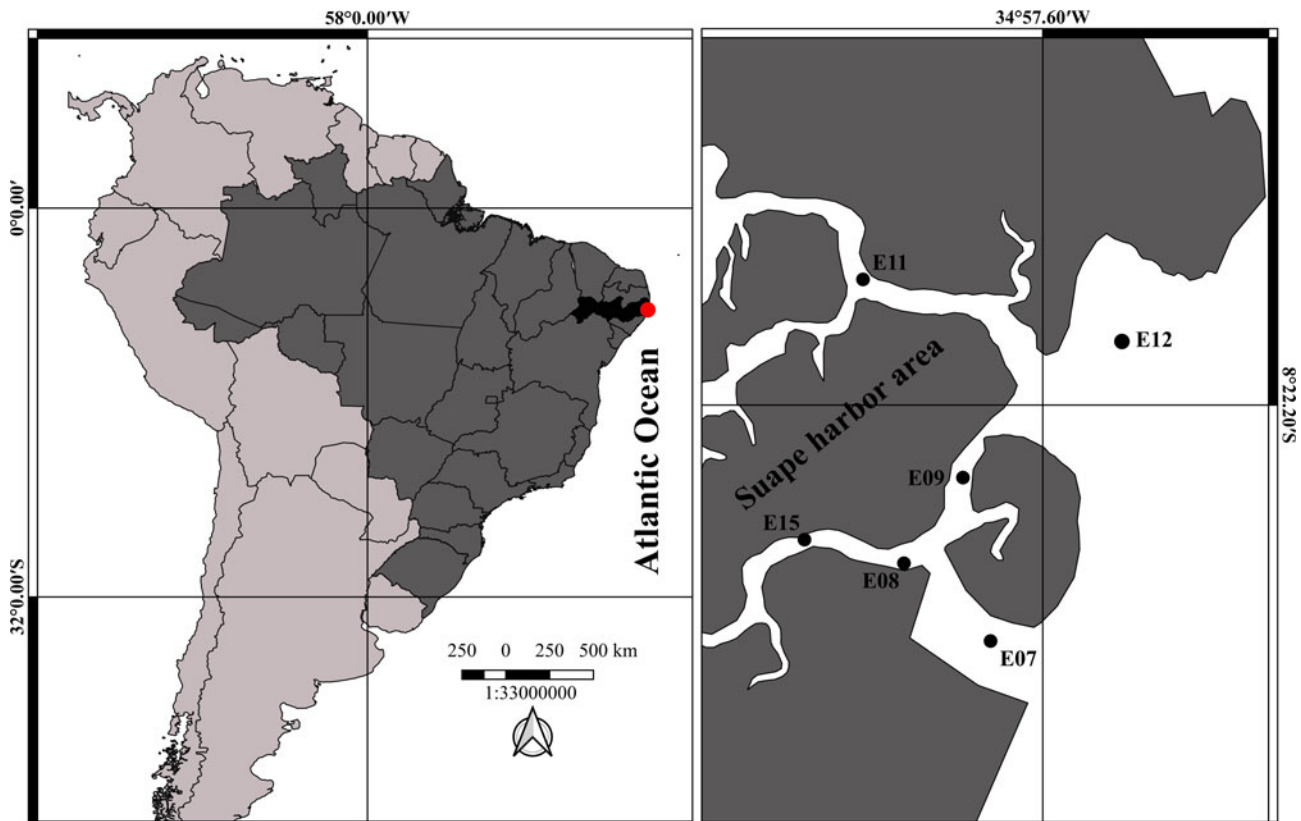 58°0.00'W
34°57.60'W
0°0.00'
32°0.00'S
Atlantic Ocean
250 0 250 500 km
1:33000000
E11
E12
8°22.20'S
Suape harbor area
E09
E15
E08
E07